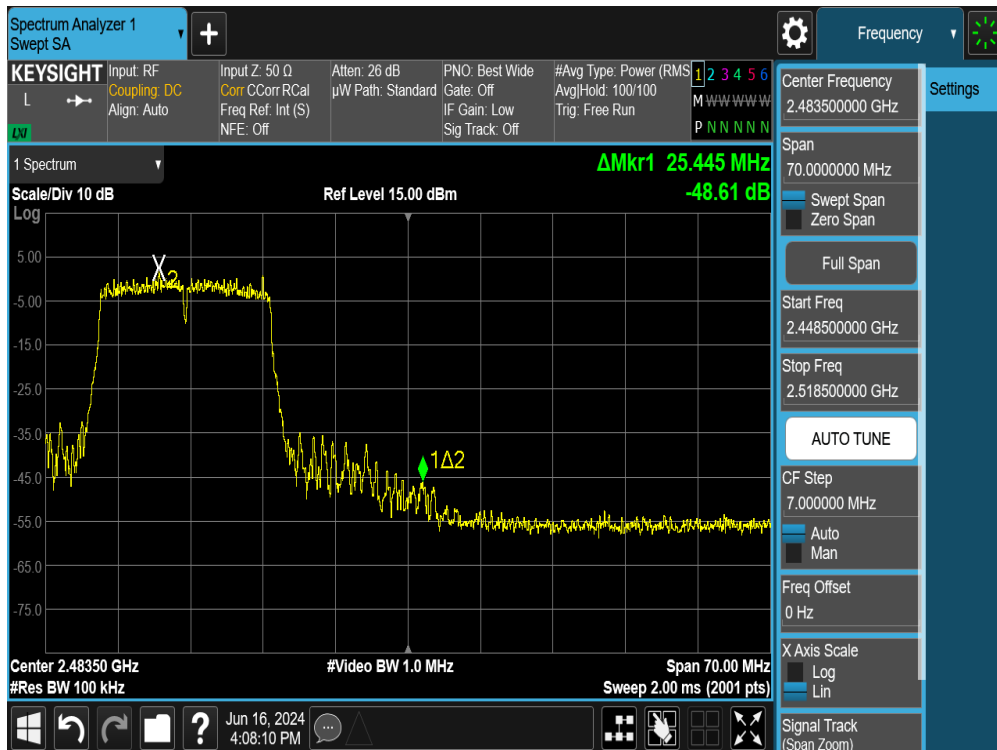 Spectrum Analyzer 1
Swept SA
+
Frequency
KEYSIGHT
L
LXI
Input: RF
Coupling: DC
Align: Auto
Input Z: 50 Ω
Corr CCorr RCal
Freq Ref: Int (S)
NFE: Off
Atten: 26 dB
µW Path: Standard
PNO: Best Wide
Gate: Off
IF Gain: Low
Sig Track: Off
#Avg Type: Power (RMS
Avg|Hold: 100/100
Trig: Free Run
1 2 3 4 5 6
M W W W W W
P N N N N N
1 Spectrum
ΔMkr1 25.445 MHz
-48.61 dB
Scale/Div 10 dB
Ref Level 15.00 dBm
Log
5.00
-5.00
-15.0
-25.0
-35.0
-45.0
-55.0
-65.0
-75.0
X2
1Δ2
Center 2.48350 GHz
#Video BW 1.0 MHz
Span 70.00 MHz
#Res BW 100 kHz
Sweep 2.00 ms (2001 pts)
Center Frequency
2.483500000 GHz
Settings
Span
70.0000000 MHz
Swept Span
Zero Span
Full Span
Start Freq
2.448500000 GHz
Stop Freq
2.518500000 GHz
AUTO TUNE
CF Step
7.000000 MHz
Auto
Man
Freq Offset
0 Hz
X Axis Scale
Log
Lin
Signal Track
(Span Zoom)
?
Jun 16, 2024
4:08:10 PM